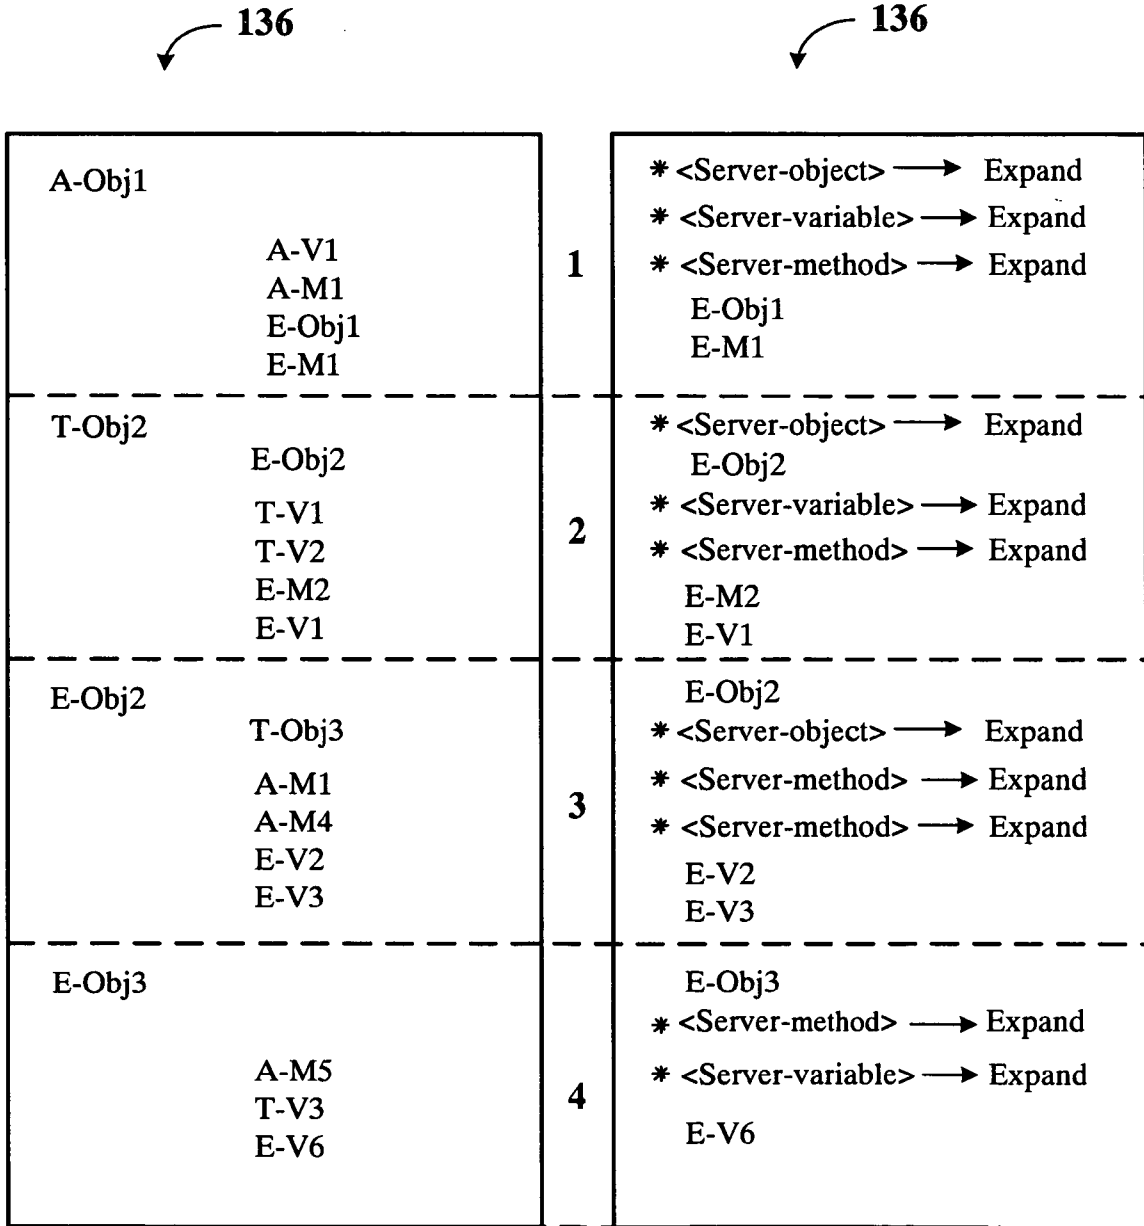 136
136
A-Obj1
A-V1
A-M1
E-Obj1
E-M1
1
* <Server-object> Expand
* <Server-variable> Expand
* <Server-method> Expand
E-Obj1
E-M1
T-Obj2
E-Obj2
T-V1
T-V2
E-M2
E-V1
2
* <Server-object> Expand
E-Obj2
* <Server-variable> Expand
* <Server-method> Expand
E-M2
E-V1
E-Obj2
T-Obj3
A-M1
A-M4
E-V2
E-V3
3
E-Obj2
* <Server-object> Expand
* <Server-method> Expand
* <Server-method> Expand
E-V2
E-V3
E-Obj3
A-M5
T-V3
E-V6
4
E-Obj3
* <Server-method> Expand
* <Server-variable> Expand
E-V6